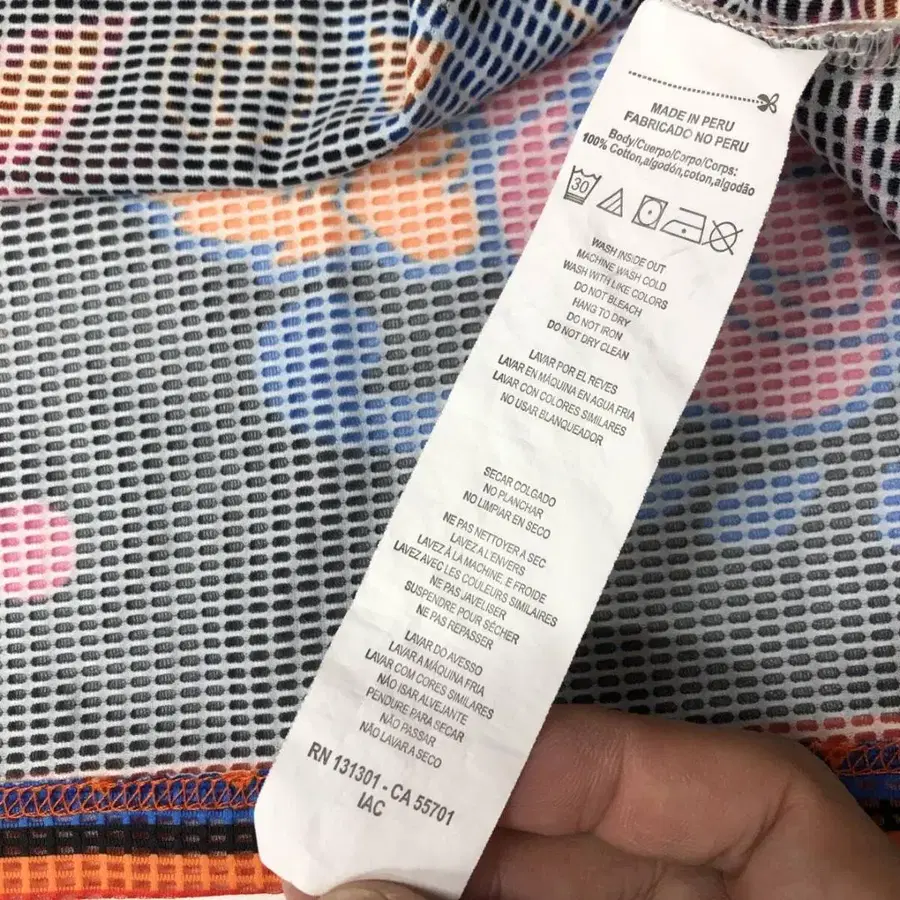 MADE IN PERU
FABRICADO NO PERU
Body/Cuerpo/Corpo/Corps:
100% Cotton,algodón,coton,algodão
30
WASH INSIDE OUT
MACHINE WASH COLD
WASH WITH LIKE COLORS
DO NOT BLEACH
HANG TO DRY
DO NOT IRON
DO NOT DRY CLEAN
LAVAR POR EL REVES
LAVAR EN MÁQUINA EN AGUA FRIA
LAVAR CON COLORES SIMILARES
NO USAR BLANQUEADOR
SECAR COLGADO
NO PLANCHAR
NO LIMPIAR EN SECO
NE PAS NETTOYER A SEC
LAVEZ A L'ENVERS
LAVEZ À LA MACHINE, E FROIDE
LAVEZ AVEC LES COULEURS SIMILAIRES
NE PAS JAVELISER
SUSPENDRE POUR SÉCHER
NE PAS REPASSER
LAVAR DO AVESSO
LAVAR A MÁQUINA FRIA
LAVAR COM CORES SIMILARES
NÃO ISAR ALVEJANTE
PENDURE PARA SECAR
NÃO PASSAR
NÃO LAVAR A SECO
RN 131301 - CA 55701
IAC